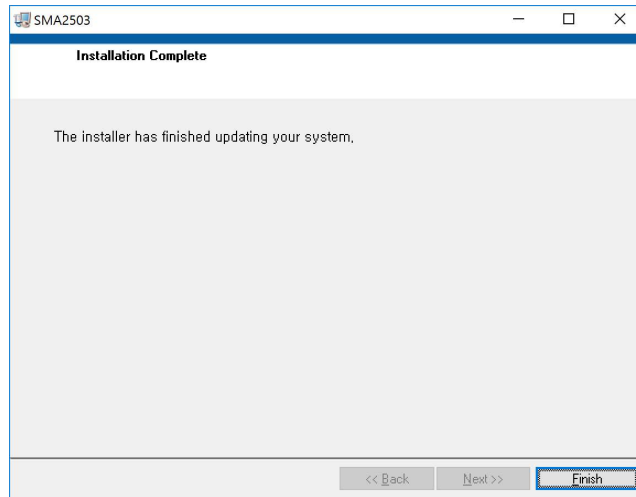 SMA2503
Installation Complete
The installer has finished updating your system,
<< Back
Next >>
Finish